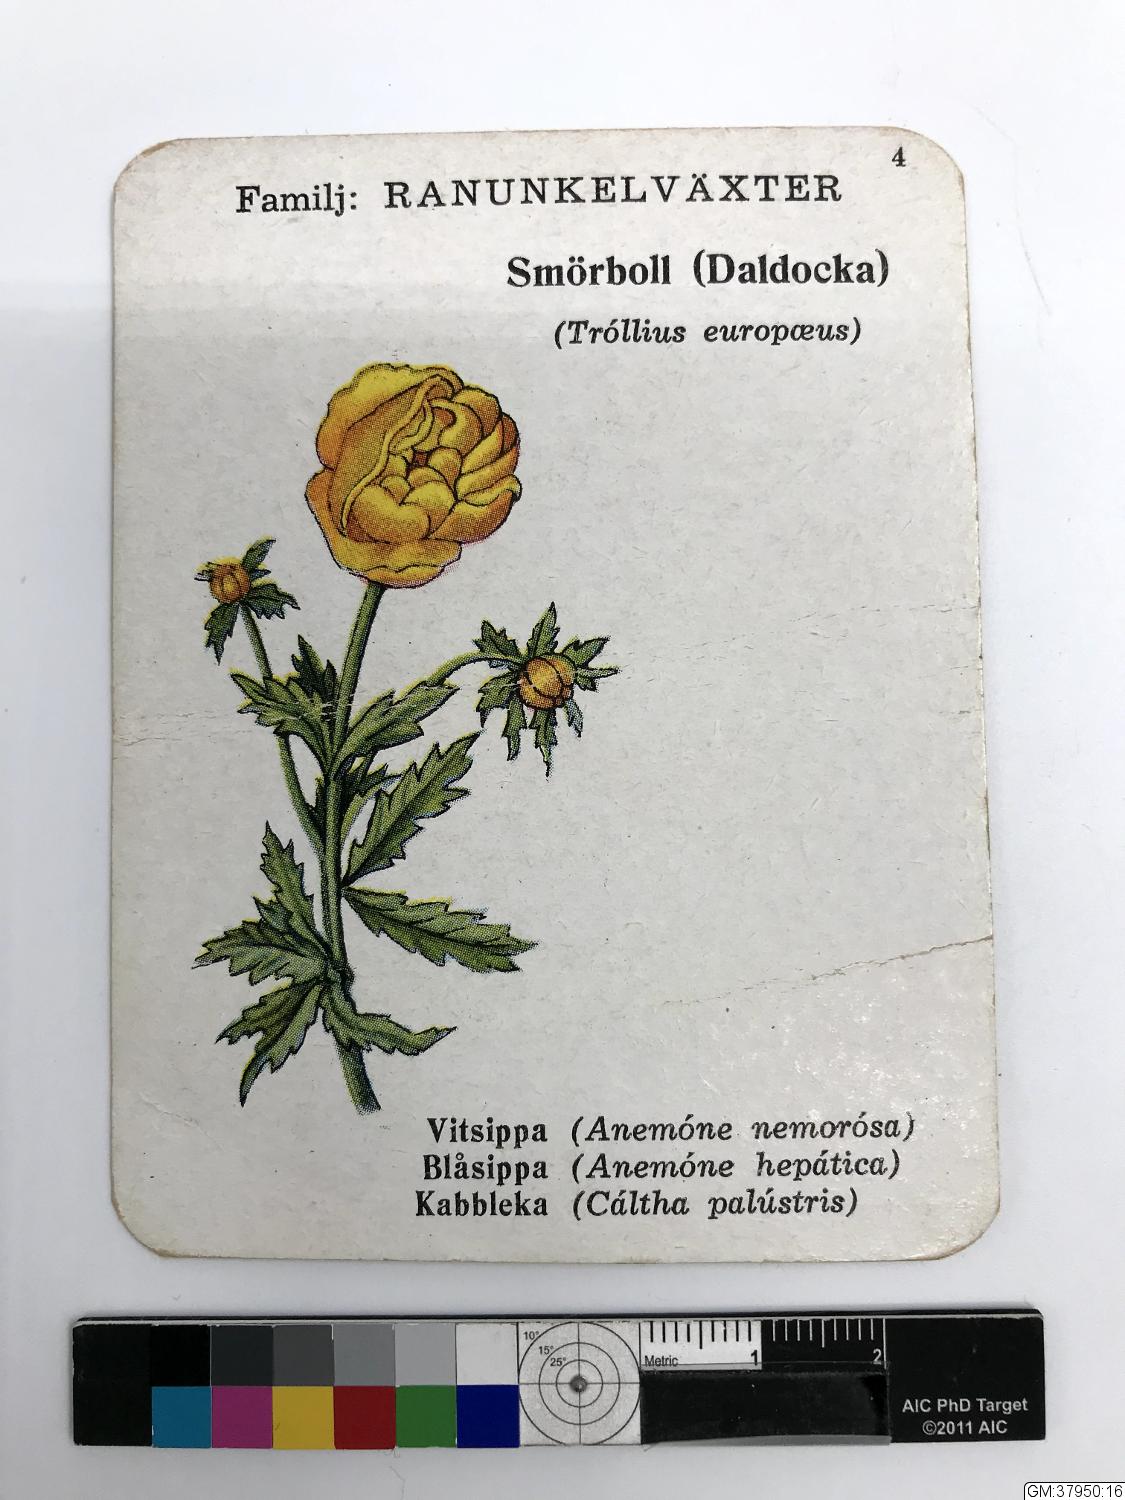 4
Familj: RANUNKELVÄXTER
Smörboll (Daldocka)
(Tróllius europæus)
Vitsippa (Anemóne nemorósa)
Blåsippa (Anemóne hepática)
Kabbleka (Cáltha palústris)
10°
15°
25°
Metric 1 2
AIC PhD Target
©2011 AIC
GM:37950:16